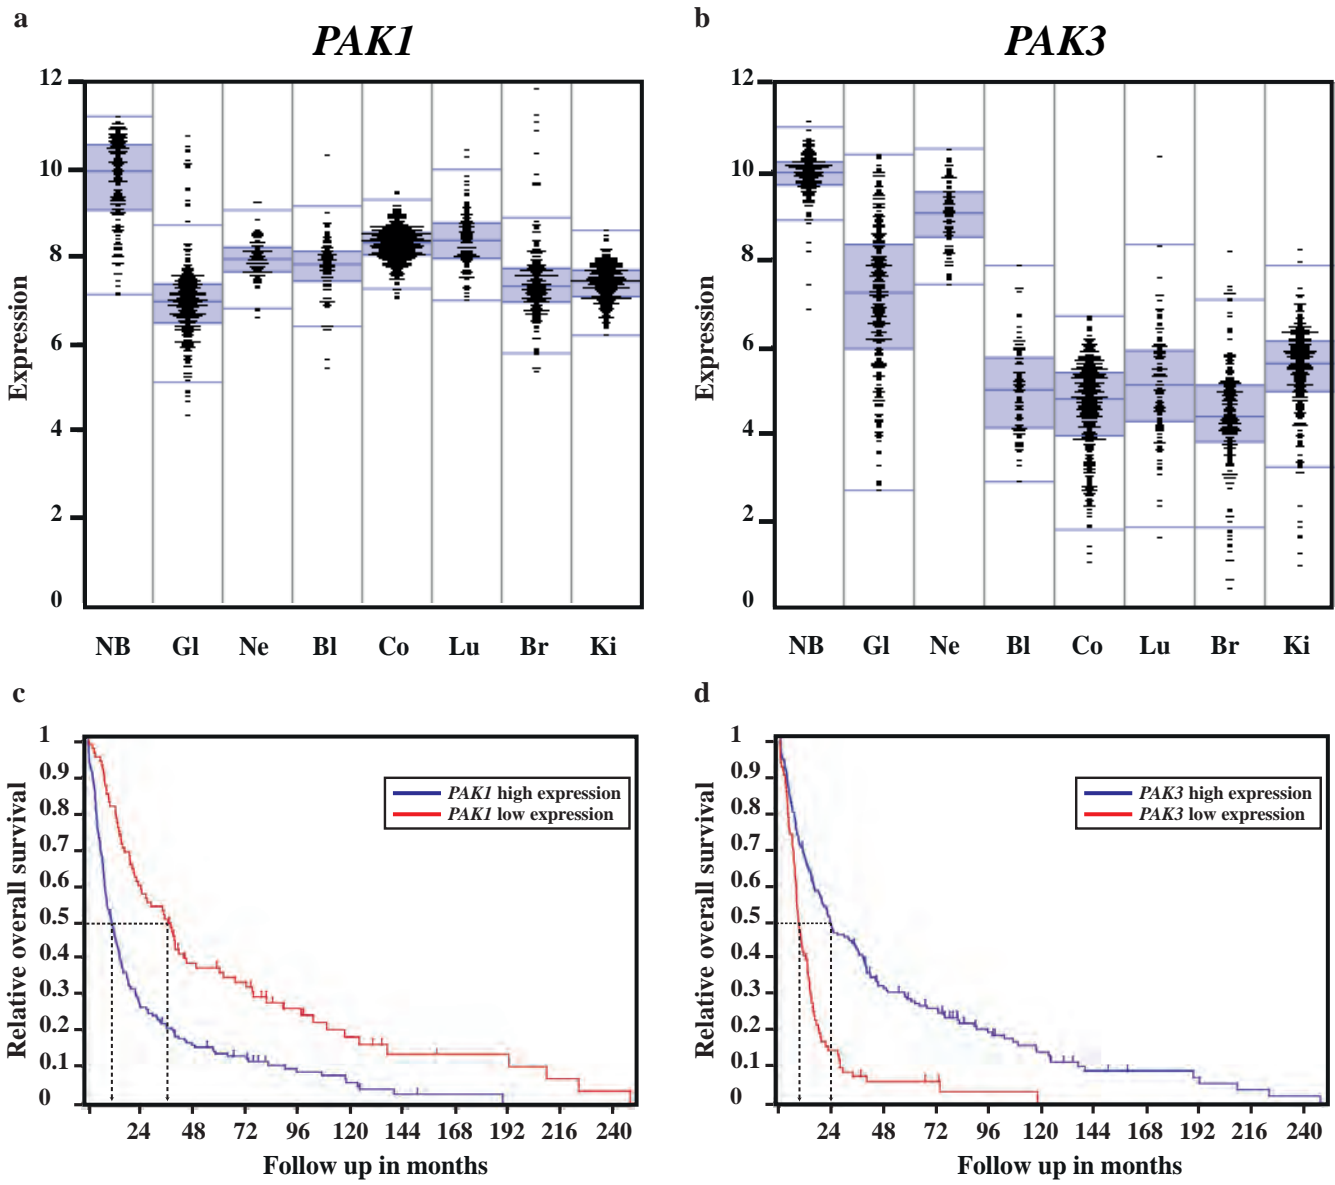 a
PAK1
Expression
12
10
8
6
4
2
0
NB Gl Ne Bl Co Lu Br Ki
b
PAK3
Expression
12
10
8
6
4
2
0
NB Gl Ne Bl Co Lu Br Ki
c
Relative overall survival
1
0.9
0.8
0.7
0.6
0.5
0.4
0.3
0.2
0.1
0
PAK1 high expression
PAK1 low expression
24 48 72 96 120 144 168 192 216 240
Follow up in months
d
Relative overall survival
1
0.9
0.8
0.7
0.6
0.5
0.4
0.3
0.2
0.1
0
PAK3 high expression
PAK3 low expression
24 48 72 96 120 144 168 192 216 240
Follow up in months